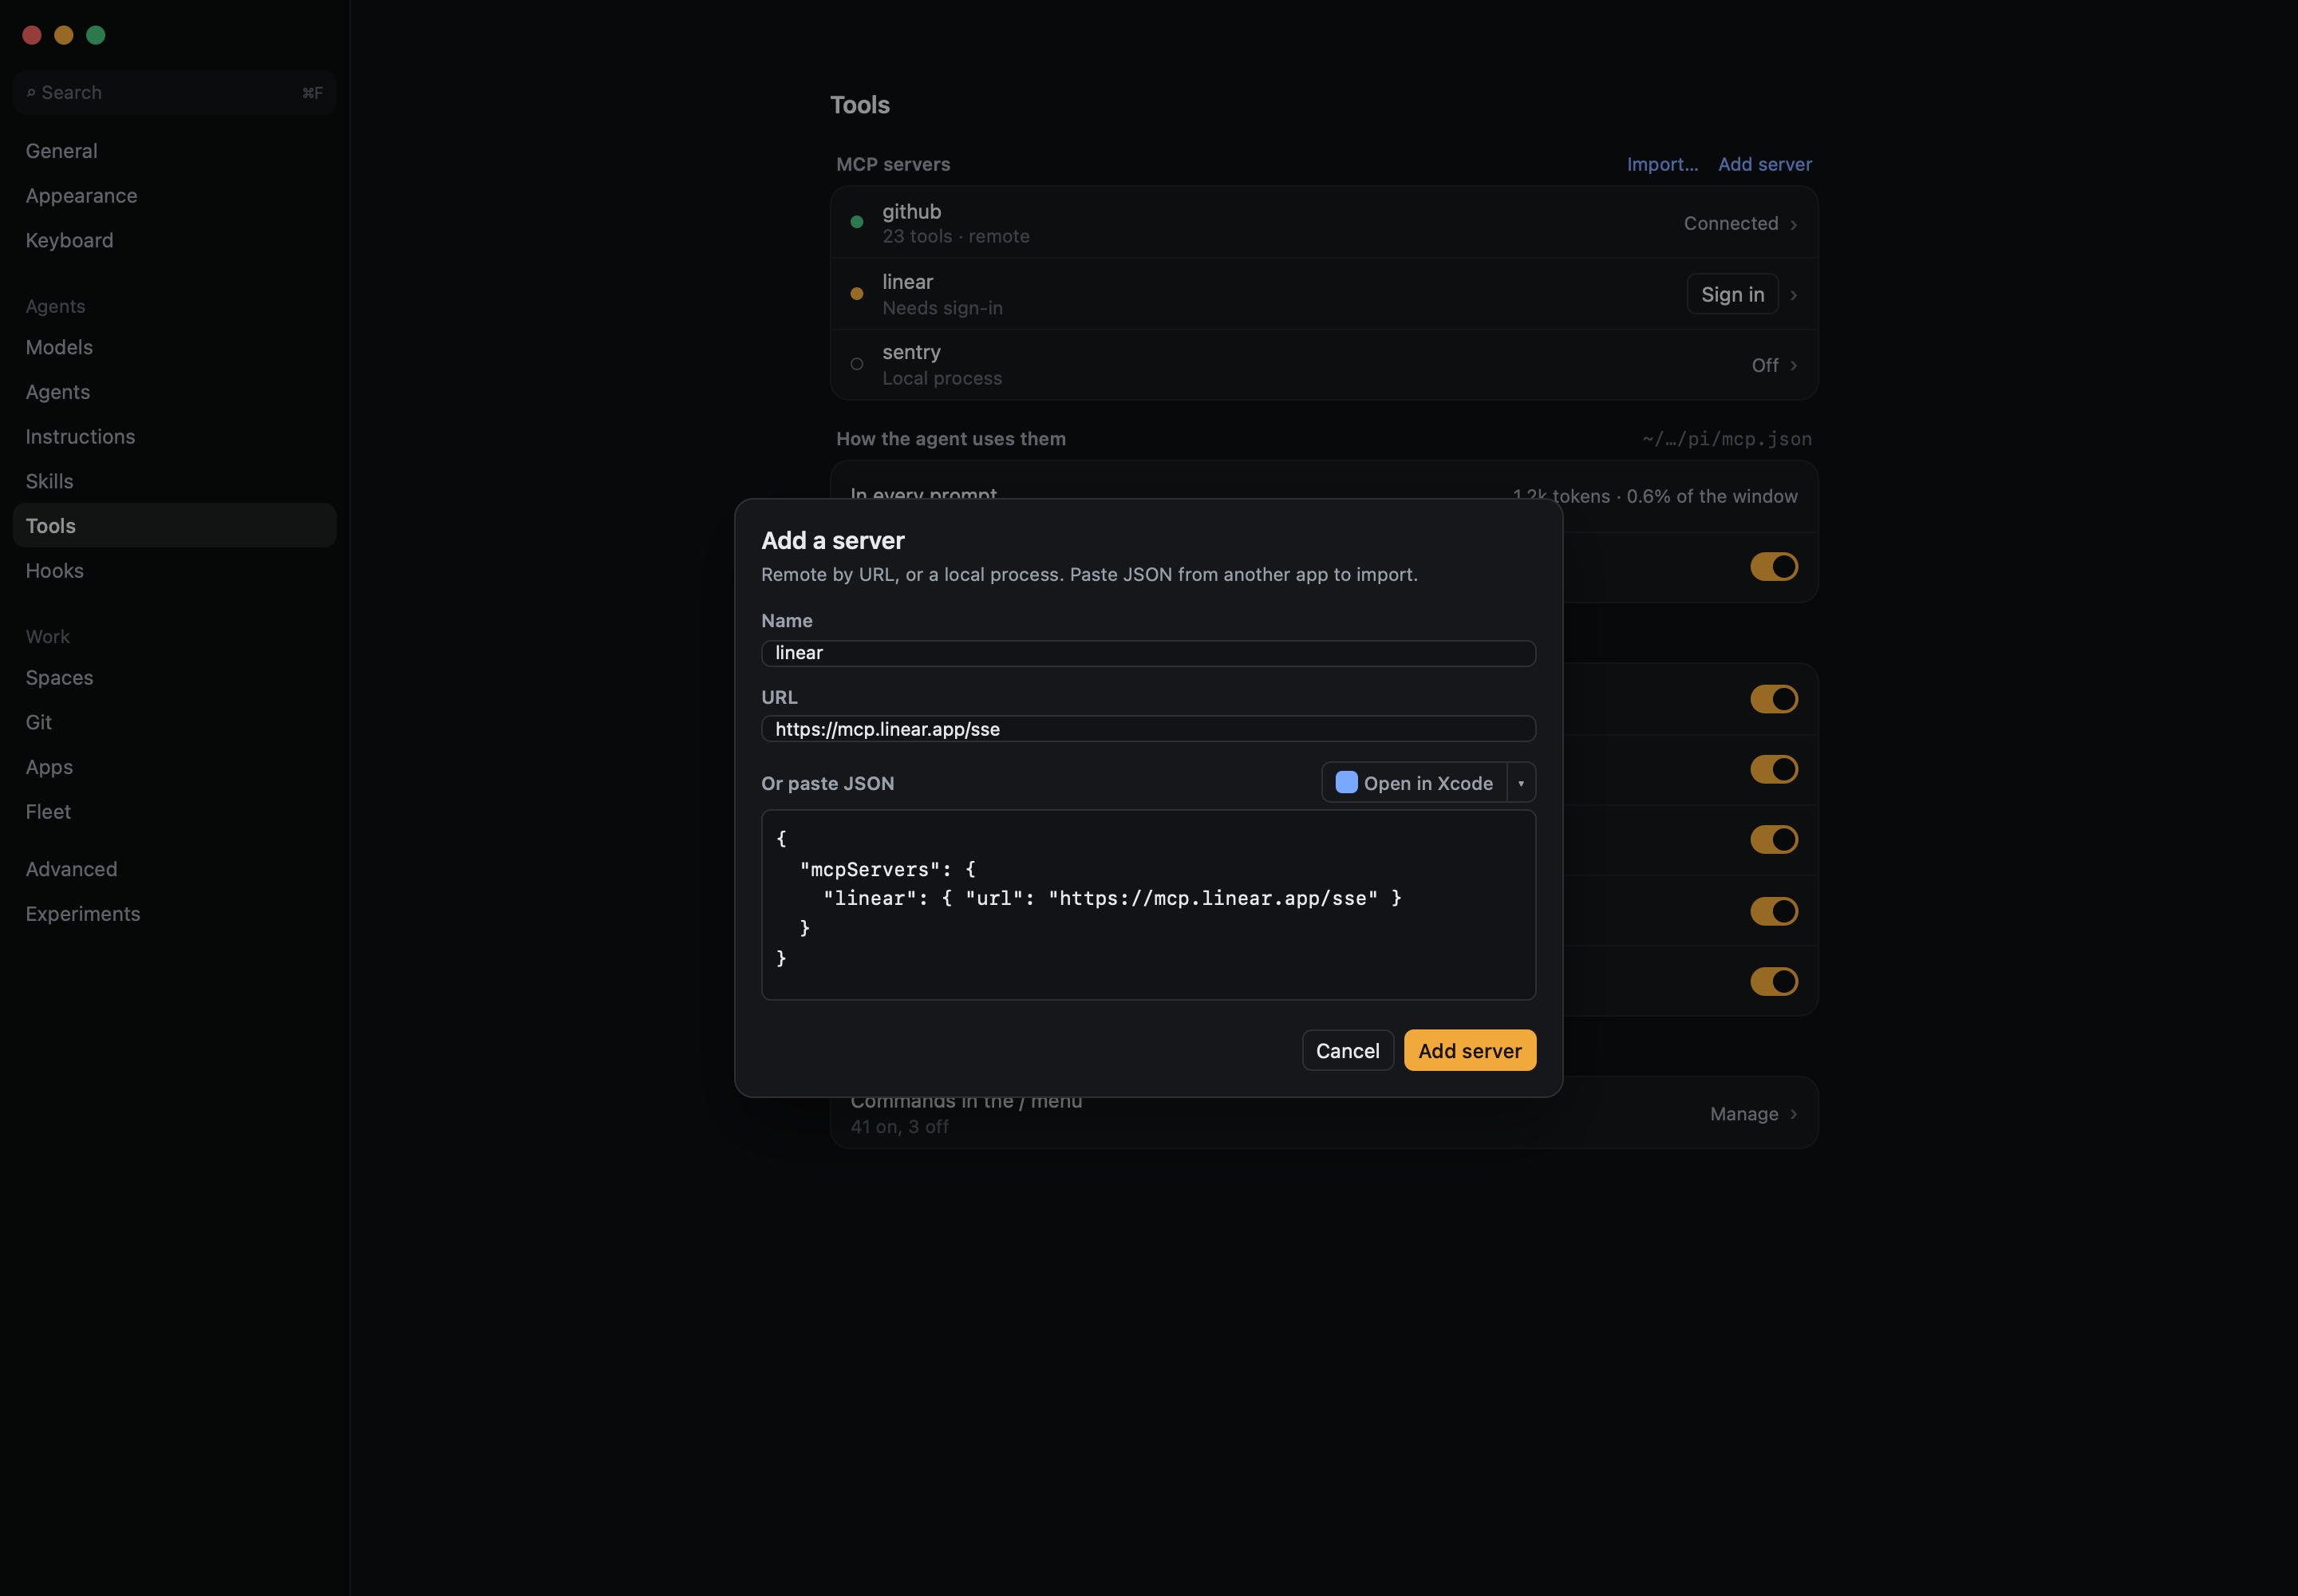 Search ⌘F
General
Appearance
Keyboard
Agents
Models
Agents
Instructions
Skills
Tools
Hooks
Work
Spaces
Git
Apps
Fleet
Advanced
Experiments
Tools
MCP servers Import... Add server
github
23 tools · remote
Connected ›
linear
Needs sign-in
Sign in ›
sentry
Local process
Off ›
How the agent uses them ~/…/pi/mcp.json
In every prompt 1.2k tokens · 0.6% of the window
Add a server
Remote by URL, or a local process. Paste JSON from another app to import.
Name
linear
URL
https://mcp.linear.app/sse
Or paste JSON Open in Xcode ▾
{
  "mcpServers": {
    "linear": { "url": "https://mcp.linear.app/sse" }
  }
}
Cancel Add server
Commands in the / menu
41 on, 3 off
Manage ›